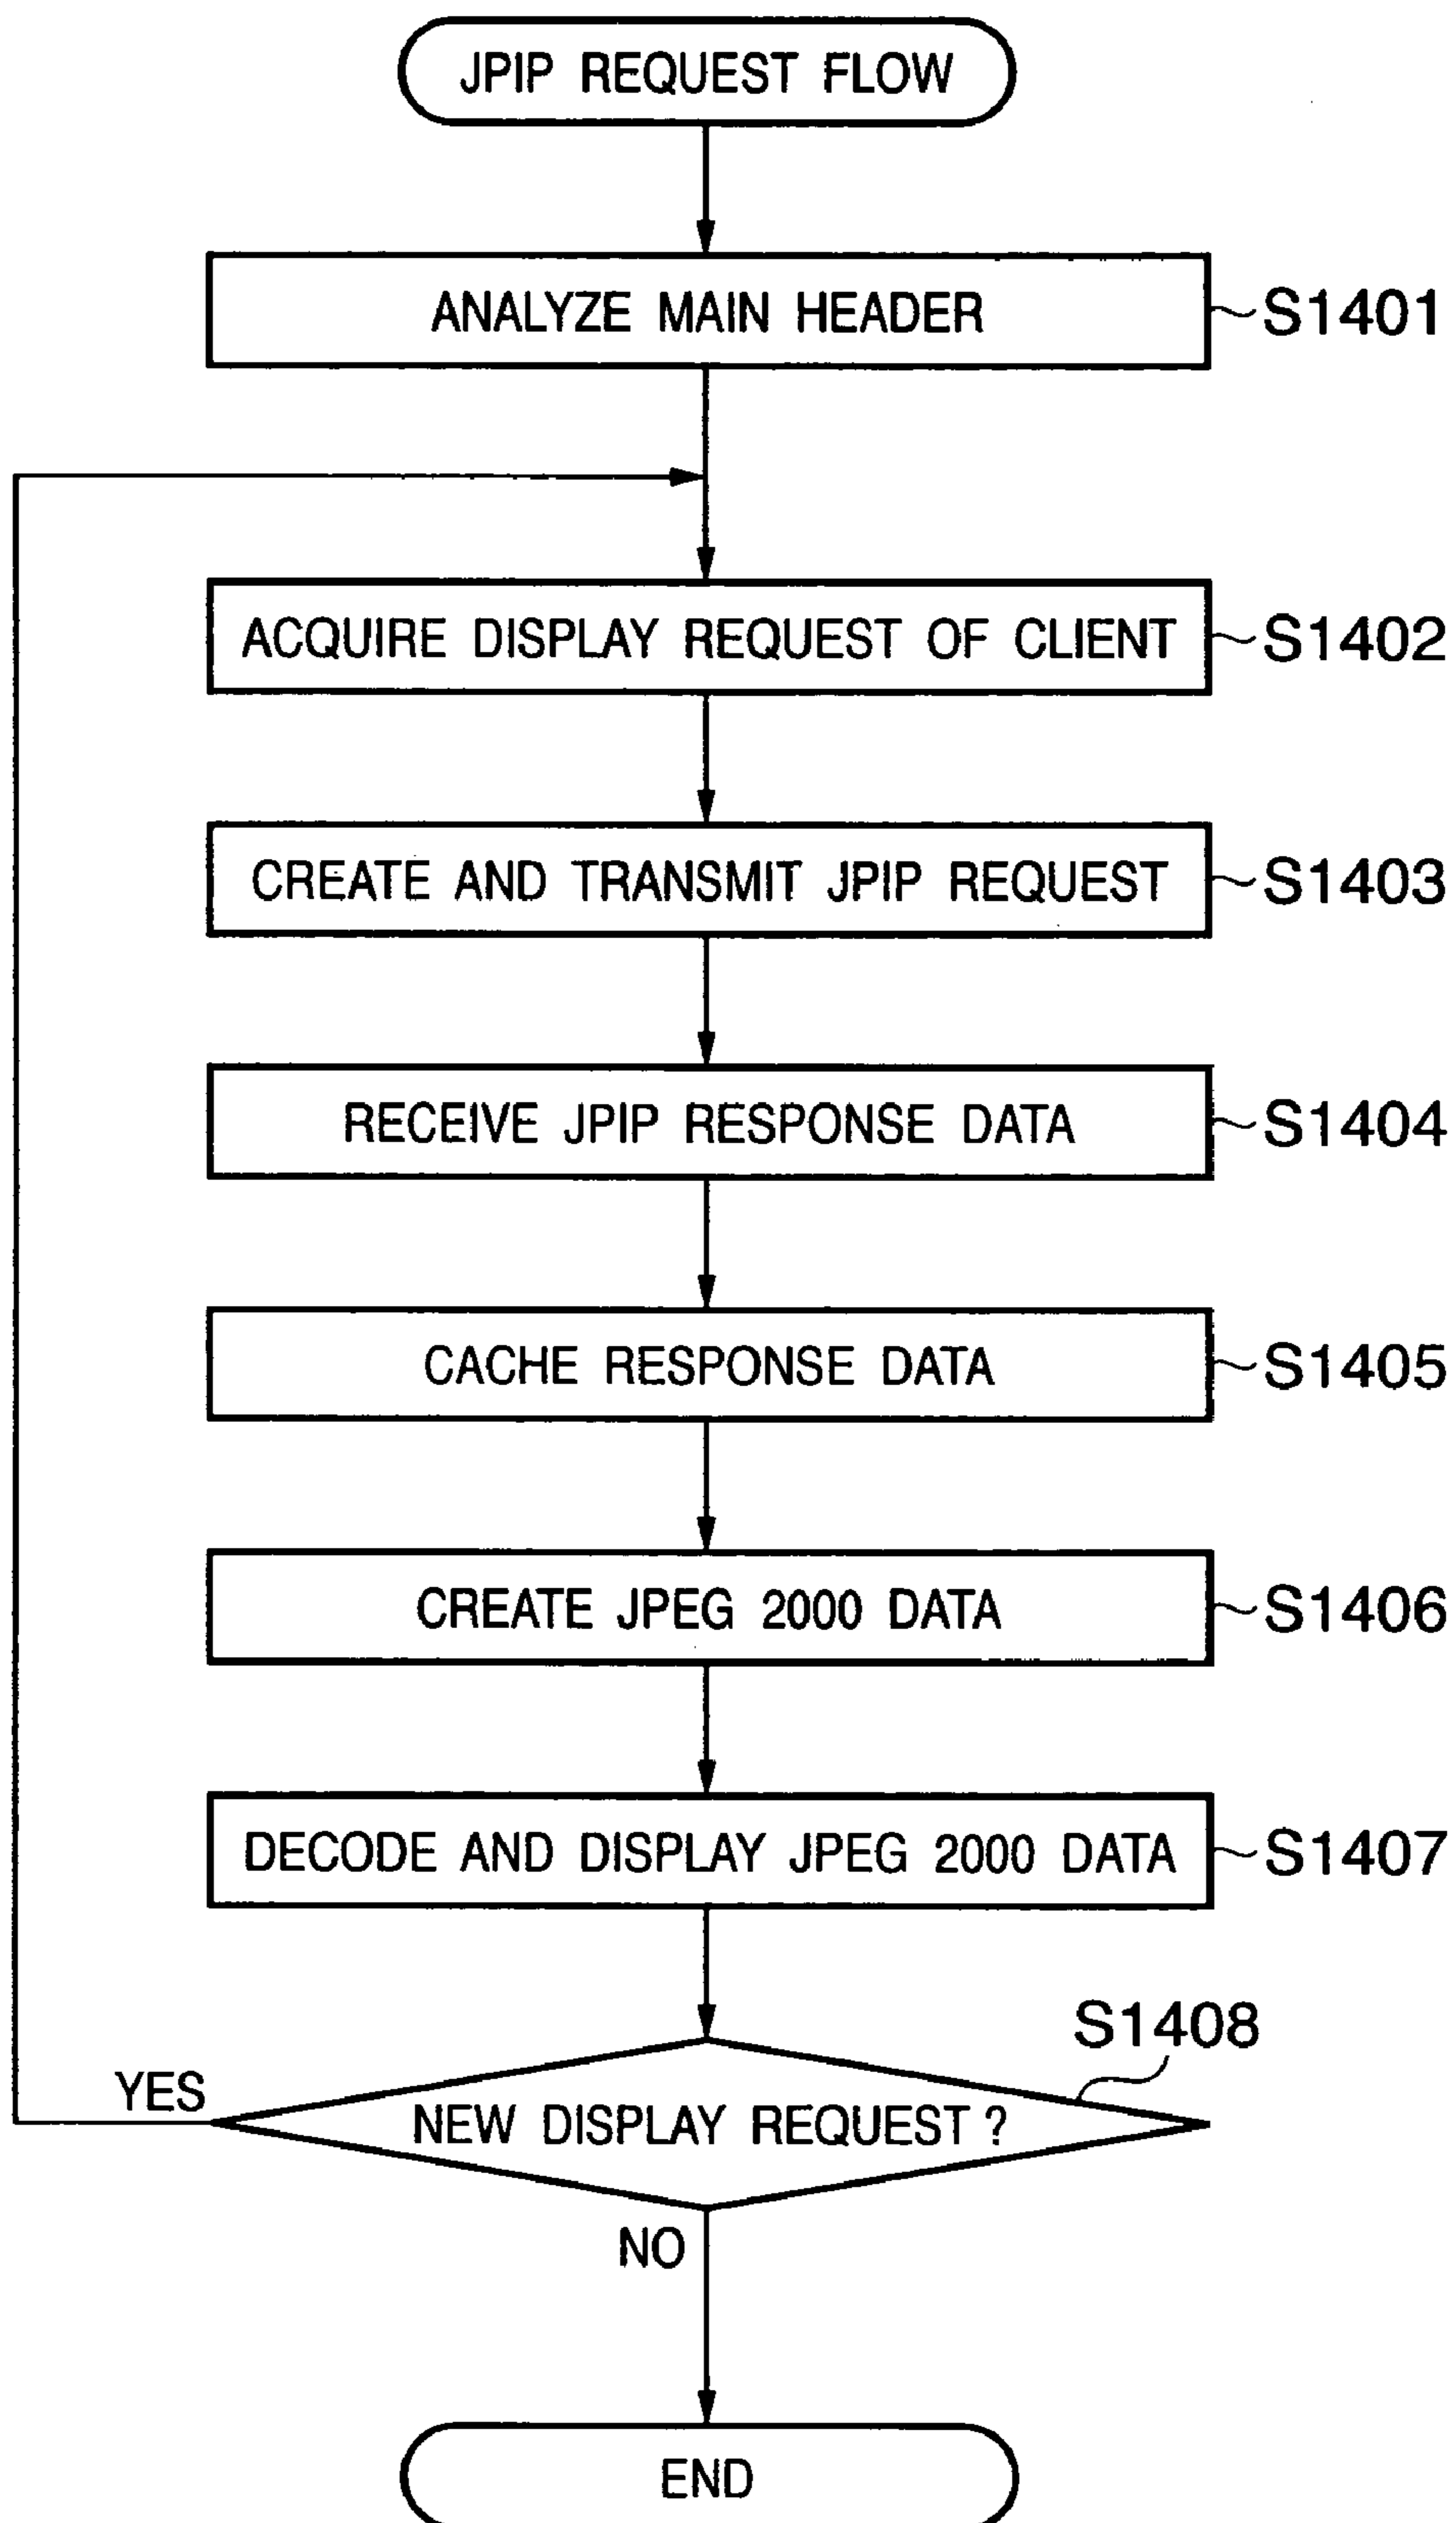 JPIP REQUEST FLOW
ANALYZE MAIN HEADER
S1401
ACQUIRE DISPLAY REQUEST OF CLIENT
S1402
CREATE AND TRANSMIT JPIP REQUEST
S1403
RECEIVE JPIP RESPONSE DATA
S1404
CACHE RESPONSE DATA
S1405
CREATE JPEG 2000 DATA
S1406
DECODE AND DISPLAY JPEG 2000 DATA
S1407
S1408
YES
NEW DISPLAY REQUEST ?
NO
END